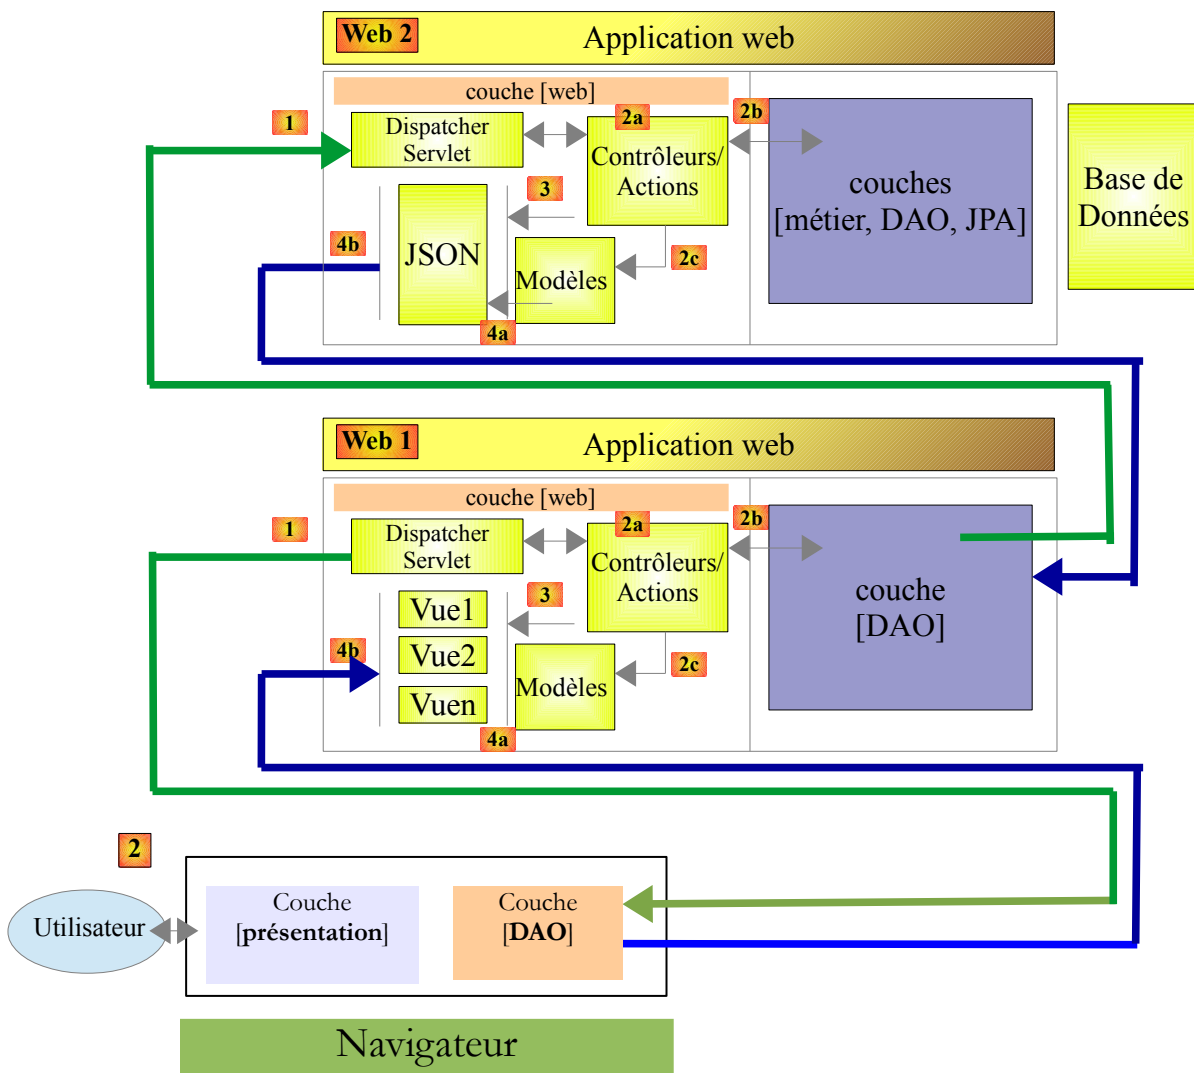 Web 2
Application web
couche [web]
1
Dispatcher
Servlet
2a
2b
Contrôleurs/
Actions
couches
[métier, DAO, JPA]
Base de
Données
3
4b
JSON
2c
Modèles
4a
Web 1
Application web
couche [web]
1
Dispatcher
Servlet
2a
2b
Contrôleurs/
Actions
couche
[DAO]
3
Vue1
4b
Vue2
2c
Modèles
Vuen
4a
2
Utilisateur
Couche
[présentation]
Couche
[DAO]
Navigateur